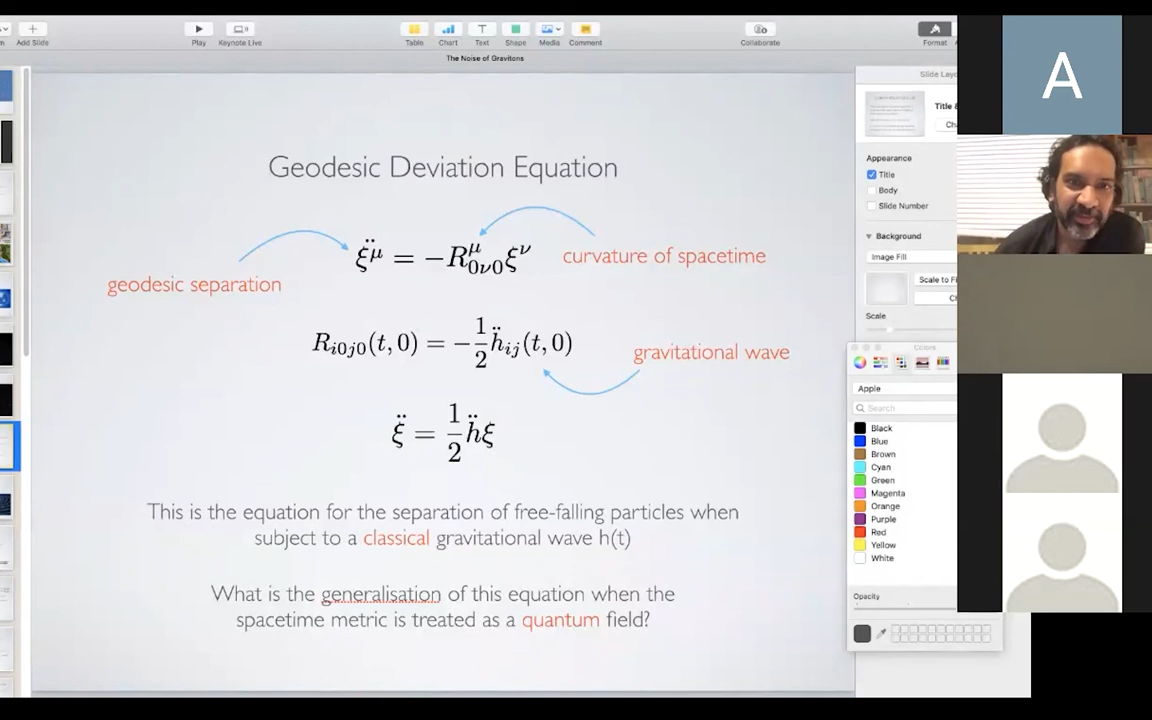 Add Slide
Play
Keynote Live
Table
Chart
Text
Shape
Media
Comment
Collaborate
Format
The Noise of Gravitons
Geodesic Deviation Equation
ξ̈^μ = −R^μ_{0ν0} ξ^ν
curvature of spacetime
geodesic separation
R_{i0j0}(t, 0) = −1/2 ḧ_{ij}(t, 0)
gravitational wave
ξ̈ = 1/2 ḧξ
This is the equation for the separation of free-falling particles when
subject to a classical gravitational wave h(t)
What is the generalisation of this equation when the
spacetime metric is treated as a quantum field?
Appearance
Title
Body
Slide Number
Background
Image Fill
Scale
Colors
Apple
Search
Black
Blue
Brown
Cyan
Green
Magenta
Orange
Purple
Red
Yellow
White
Opacity
A